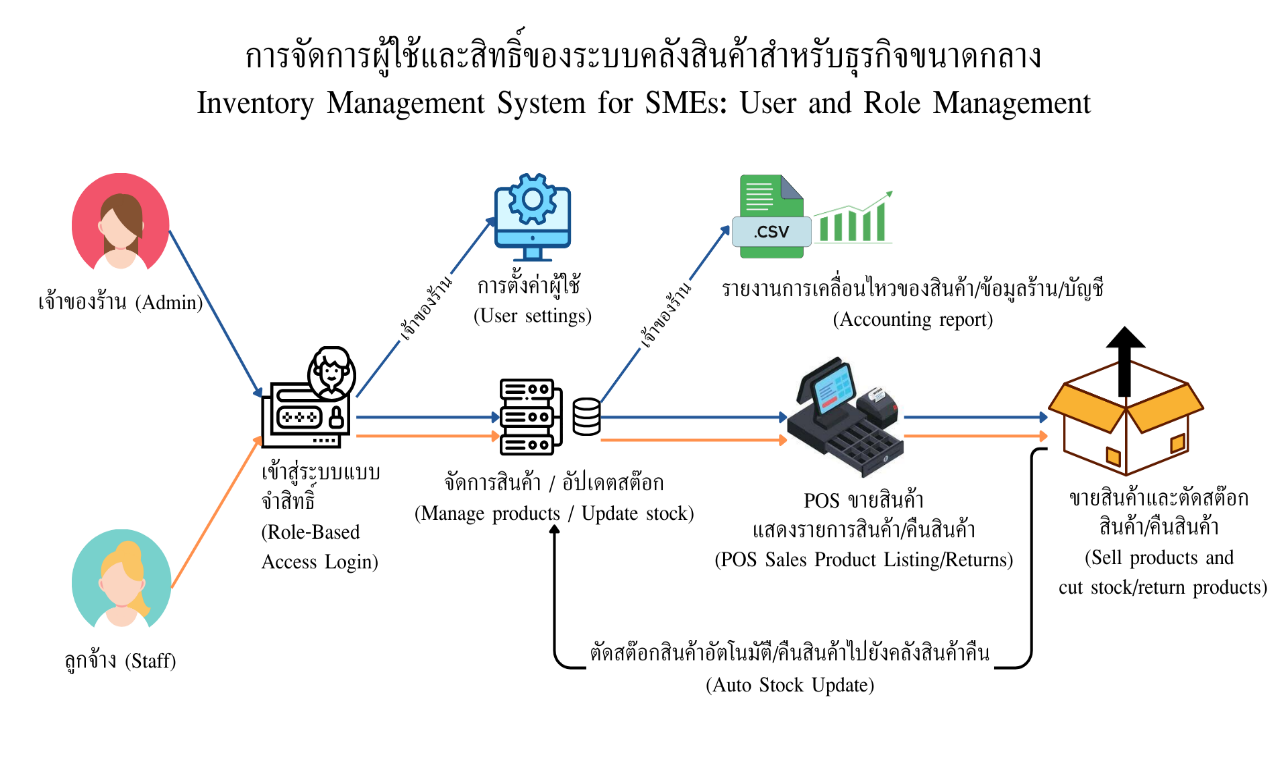 การจัดการผู้ใช้และสิทธิ์ของระบบคลังสินค้าสำหรับธุรกิจขนาดกลาง
Inventory Management System for SMEs: User and Role Management
.CSV
เจ้าของร้าน (Admin)
เจ้าของร้าน
การตั้งค่าผู้ใช้
(User settings)
เจ้าของร้าน
รายงานการเคลื่อนไหวของสินค้า/ข้อมูลร้าน/บัญชี
(Accounting report)
เข้าสู่ระบบแบบ
จำสิทธิ์
(Role-Based
Access Login)
จัดการสินค้า / อัปเดตสต๊อก
(Manage products / Update stock)
POS ขายสินค้า
แสดงรายการสินค้า/คืนสินค้า
(POS Sales Product Listing/Returns)
ขายสินค้าและตัดสต๊อก
สินค้า/คืนสินค้า
(Sell products and
cut stock/return products)
ลูกจ้าง (Staff)
ตัดสต๊อกสินค้าอัตโนมัตื/คืนสินค้าไปยังคลังสินค้าคืน
(Auto Stock Update)